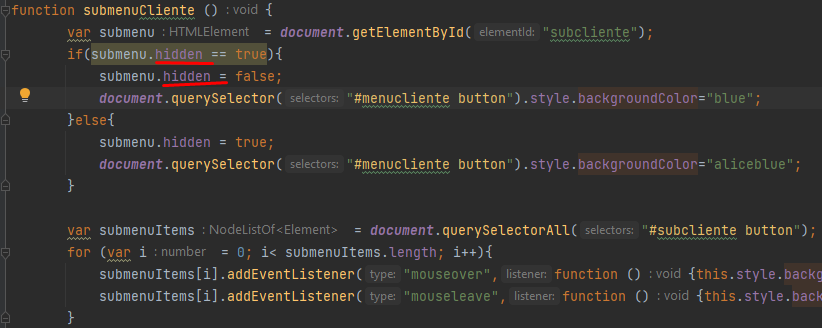 function submenuCliente () : void {
var submenu : HTMLElement = document.getElementById( elementId: "subcliente");
if(submenu.hidden == true){
submenu.hidden = false;
document.querySelector( selectors: "#menucliente button").style.backgroundColor="blue";
}else{
submenu.hidden = true;
document.querySelector( selectors: "#menucliente button").style.backgroundColor="aliceblue";
}
var submenuItems : NodeListOf<Element> = document.querySelectorAll( selectors: "#subcliente button");
for (var i : number = 0; i< submenuItems.length; i++){
submenuItems[i].addEventListener( type: "mouseover", listener: function () : void {this.style.backg
submenuItems[i].addEventListener( type: "mouseleave", listener: function () : void {this.style.back
}